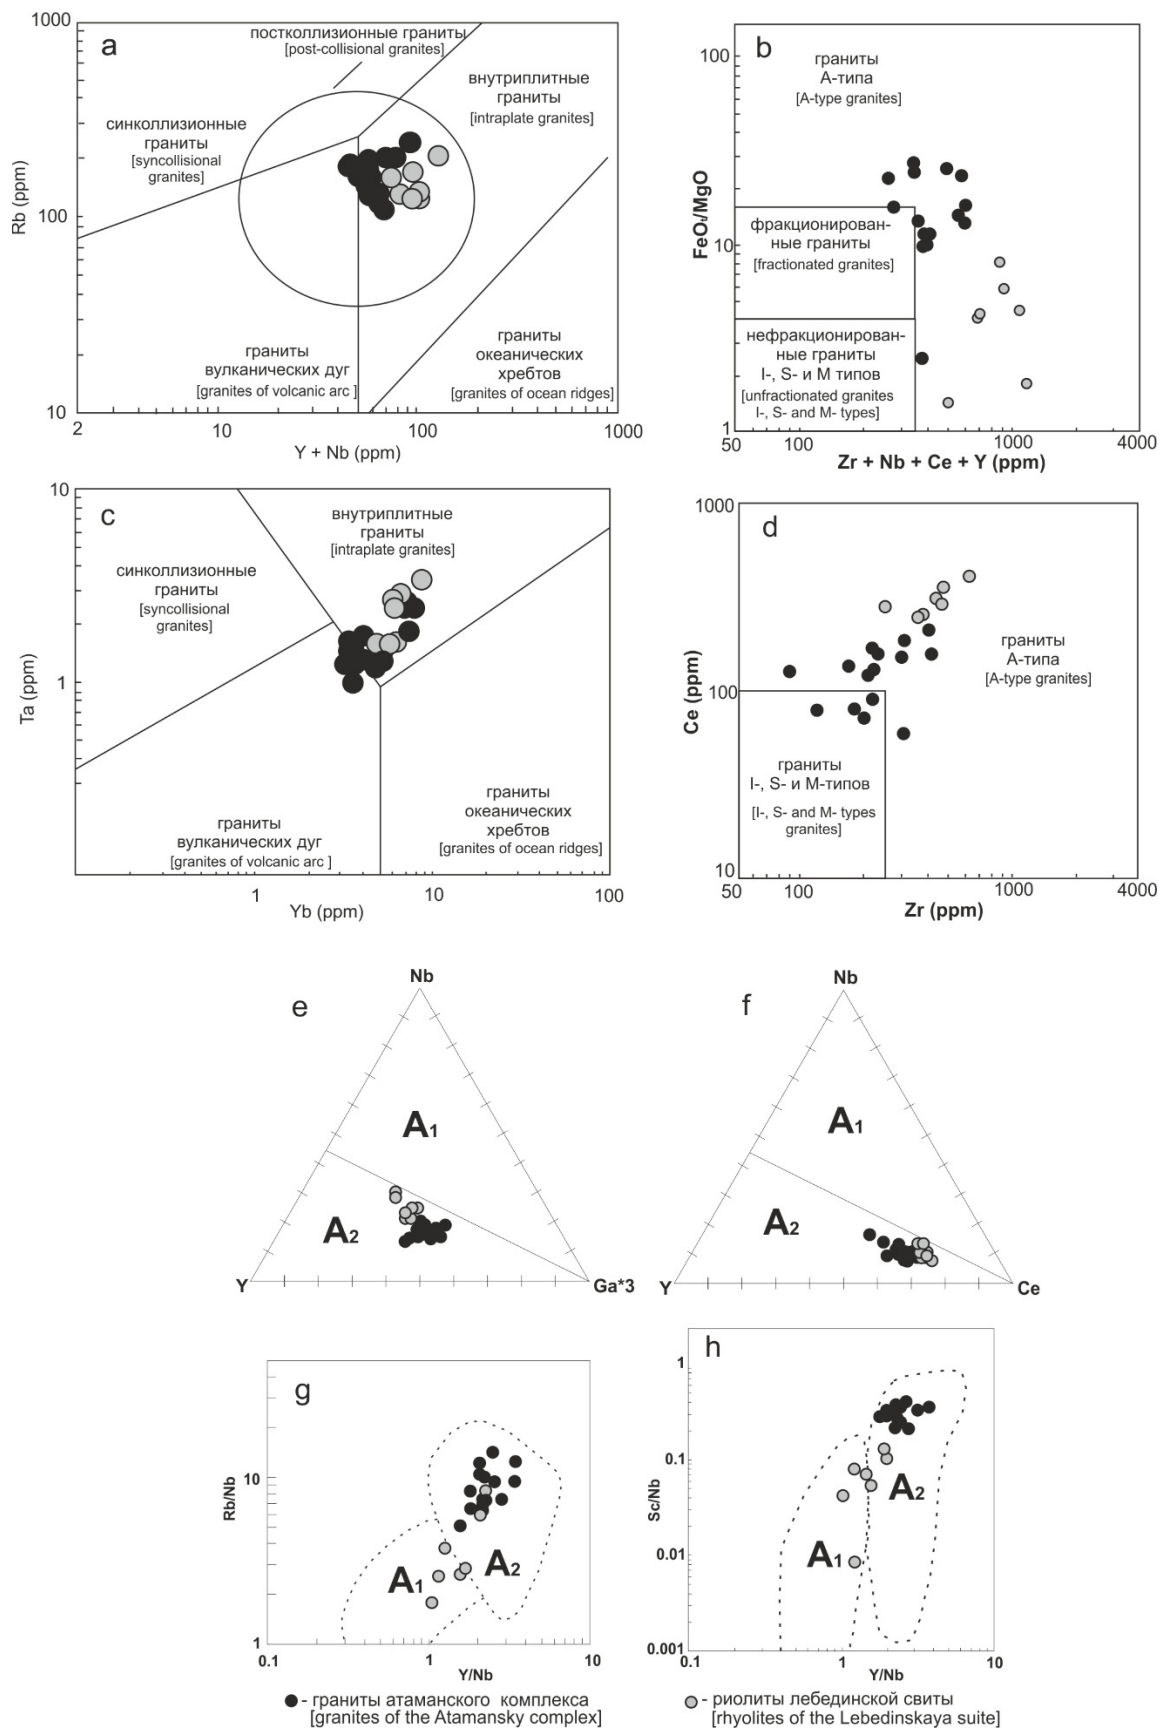 a
1000
100
10
Rb (ppm)
постколлизионные граниты
[post-collisional granites]
внутриплитные
граниты
[intraplate granites]
синколлизионные
граниты
[syncollisional
granites]
граниты
вулканических дуг
[granites of volcanic arc ]
граниты
океанических
хребтов
[granites of ocean ridges]
2
10
100
1000
Y + Nb (ppm)
b
100
10
1
FeOt/MgO
граниты
А-типа
[A-type granites]
фракционирован-
ные граниты
[fractionated granites]
нефракционирован-
ные граниты
I-, S- и М типов
[unfractionated granites
I-, S- and M- types]
50
100
1000
4000
Zr + Nb + Ce + Y (ppm)
c
10
1
Ta (ppm)
внутриплитные
граниты
[intraplate granites]
синколлизионные
граниты
[syncollisional
granites]
граниты
вулканических дуг
[granites of volcanic arc ]
граниты
океанических
хребтов
[granites of ocean ridges]
1
10
100
Yb (ppm)
d
1000
100
10
Ce (ppm)
граниты
А-типа
[A-type granites]
граниты
I-, S- и М-типов
[I-, S- and M- types
granites]
50
100
1000
4000
Zr (ppm)
e
Nb
A1
A2
Y
Ga*3
f
Nb
A1
A2
Y
Ce
g
10
1
Rb/Nb
A1
A2
0.1
1
10
Y/Nb
h
1
0.1
0.01
0.001
Sc/Nb
A1
A2
0.1
1
10
Y/Nb
- граниты атаманского комплекса
[granites of the Atamansky complex]
- риолиты лебединской свиты
[rhyolites of the Lebedinskaya suite]